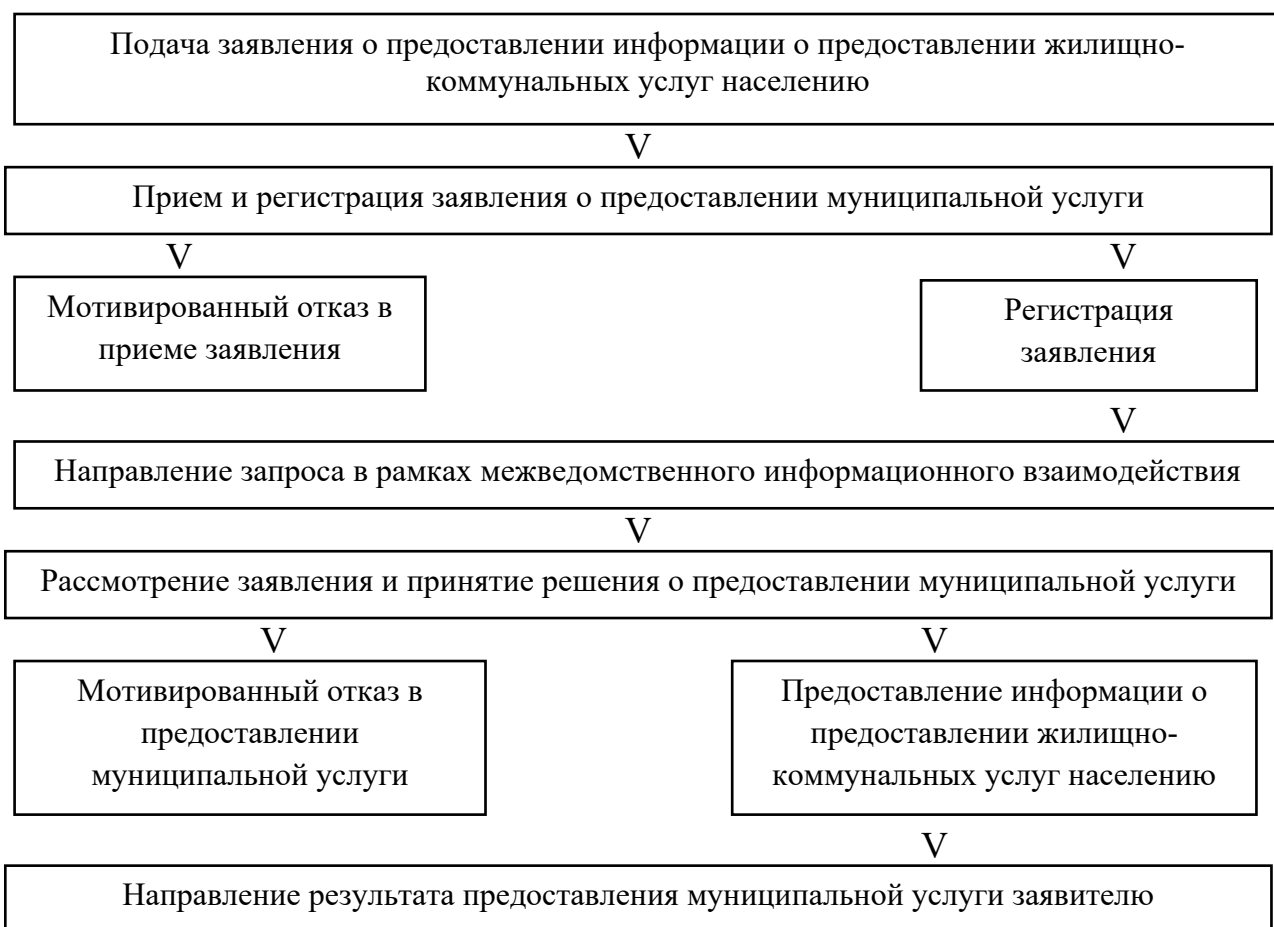 Подача заявления о предоставлении информации о предоставлении жилищно-
коммунальных услуг населению
V
Прием и регистрация заявления о предоставлении муниципальной услуги
V V
Мотивированный отказ в
приеме заявления
Регистрация
заявления
V
Направление запроса в рамках межведомственного информационного взаимодействия
V
Рассмотрение заявления и принятие решения о предоставлении муниципальной услуги
V V
Мотивированный отказ в
предоставлении
муниципальной услуги
Предоставление информации о
предоставлении жилищно-
коммунальных услуг населению
V
Направление результата предоставления муниципальной услуги заявителю